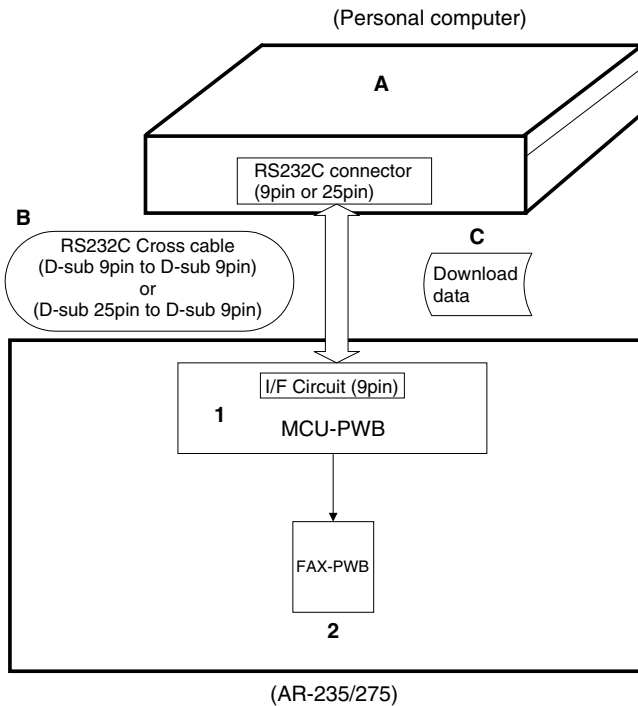 (Personal computer)
A
RS232C connector
(9pin or 25pin)
B
RS232C Cross cable
(D-sub 9pin to D-sub 9pin)
or
(D-sub 25pin to D-sub 9pin)
C
Download
data
I/F Circuit (9pin)
1
MCU-PWB
FAX-PWB
2
(AR-235/275)